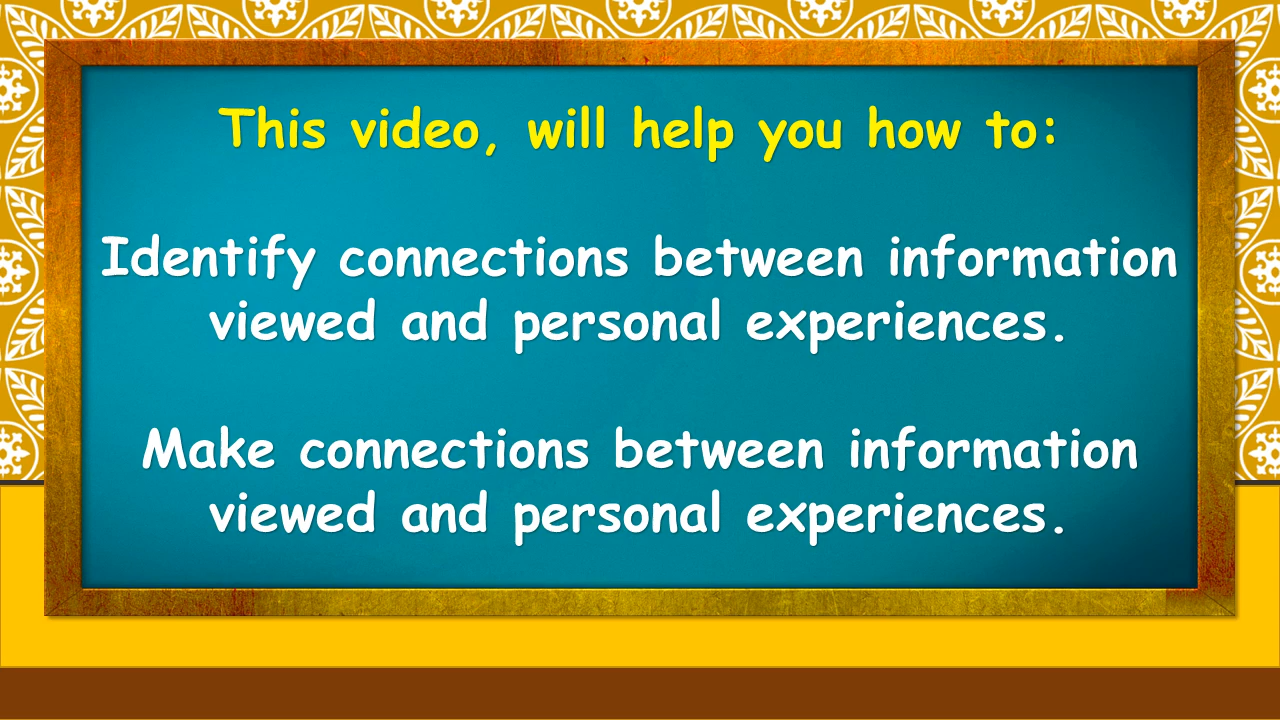 This video, will help you how to:
Identify connections between information
viewed and personal experiences.
Make connections between information
viewed and personal experiences.